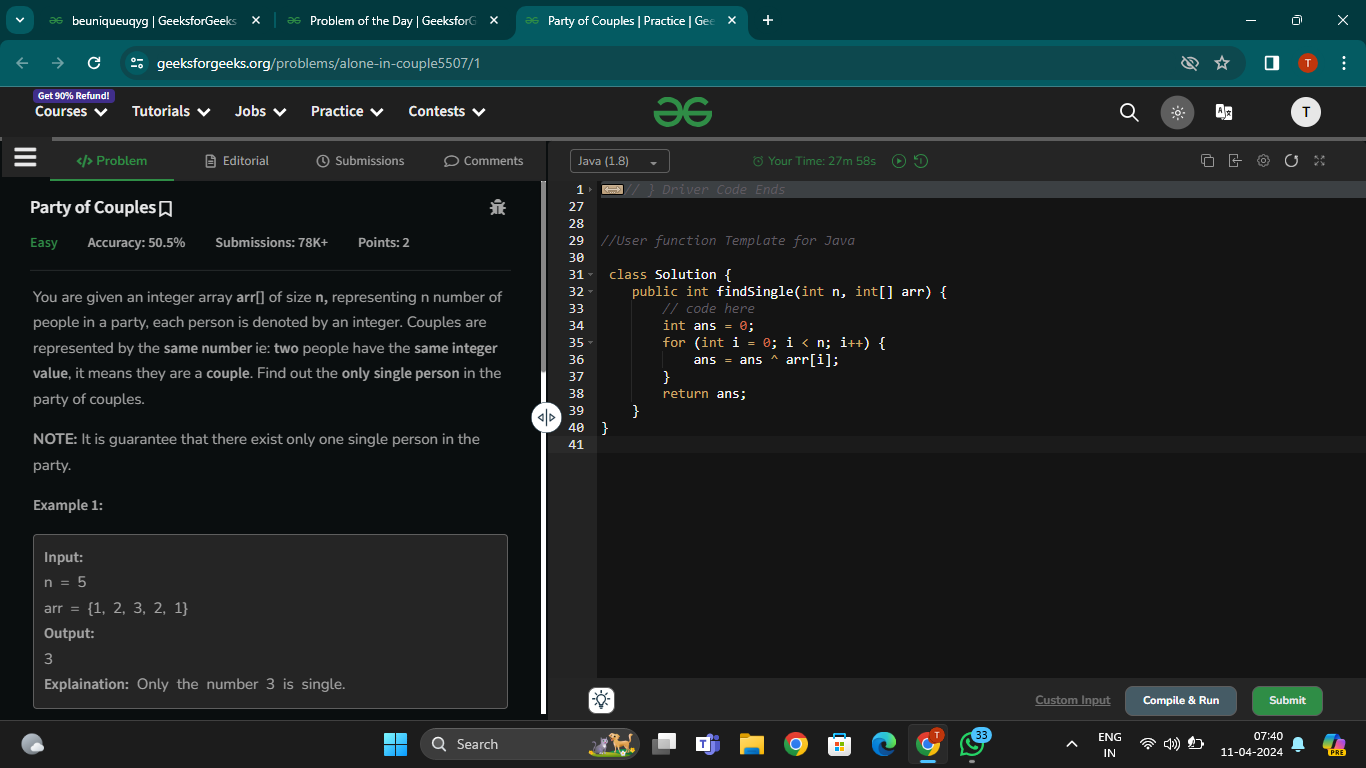 beuniqueuqyg | GeeksforGeeks
Problem of the Day | GeeksforG
Party of Couples | Practice | Gee
geeksforgeeks.org/problems/alone-in-couple5507/1
T
Get 90% Refund!
Courses
Tutorials
Jobs
Practice
Contests
T
</> Problem
Editorial
Submissions
Comments
Java (1.8)
Your Time: 27m 58s
Party of Couples
Easy
Accuracy: 50.5%
Submissions: 78K+
Points: 2
You are given an integer array arr[] of size n, representing n number of
people in a party, each person is denoted by an integer. Couples are
represented by the same number ie: two people have the same integer
value, it means they are a couple. Find out the only single person in the
party of couples.
NOTE: It is guarantee that there exist only one single person in the
party.
Example 1:
Input:
n = 5
arr = {1, 2, 3, 2, 1}
Output:
3
Explaination: Only the number 3 is single.
1 // } Driver Code Ends
27
28
29 //User function Template for Java
30
31 class Solution {
32 public int findSingle(int n, int[] arr) {
33 // code here
34 int ans = 0;
35 for (int i = 0; i < n; i++) {
36 ans = ans ^ arr[i];
37 }
38 return ans;
39 }
40 }
41
Custom Input
Compile & Run
Submit
Search
T
33
ENG
IN
07:40
11-04-2024
PRE